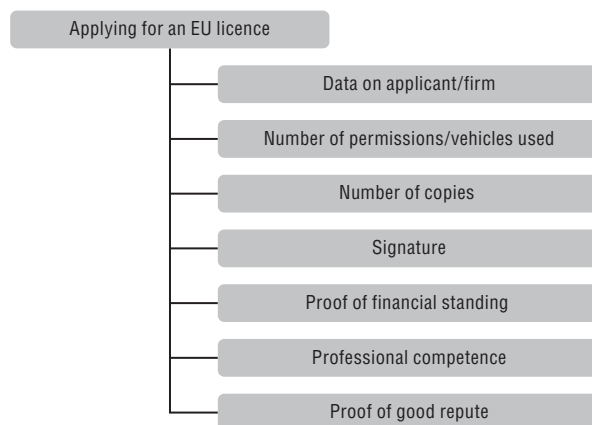 Applying for an EU licence
Data on applicant/firm
Number of permissions/vehicles used
Number of copies
Signature
Proof of financial standing
Professional competence
Proof of good repute